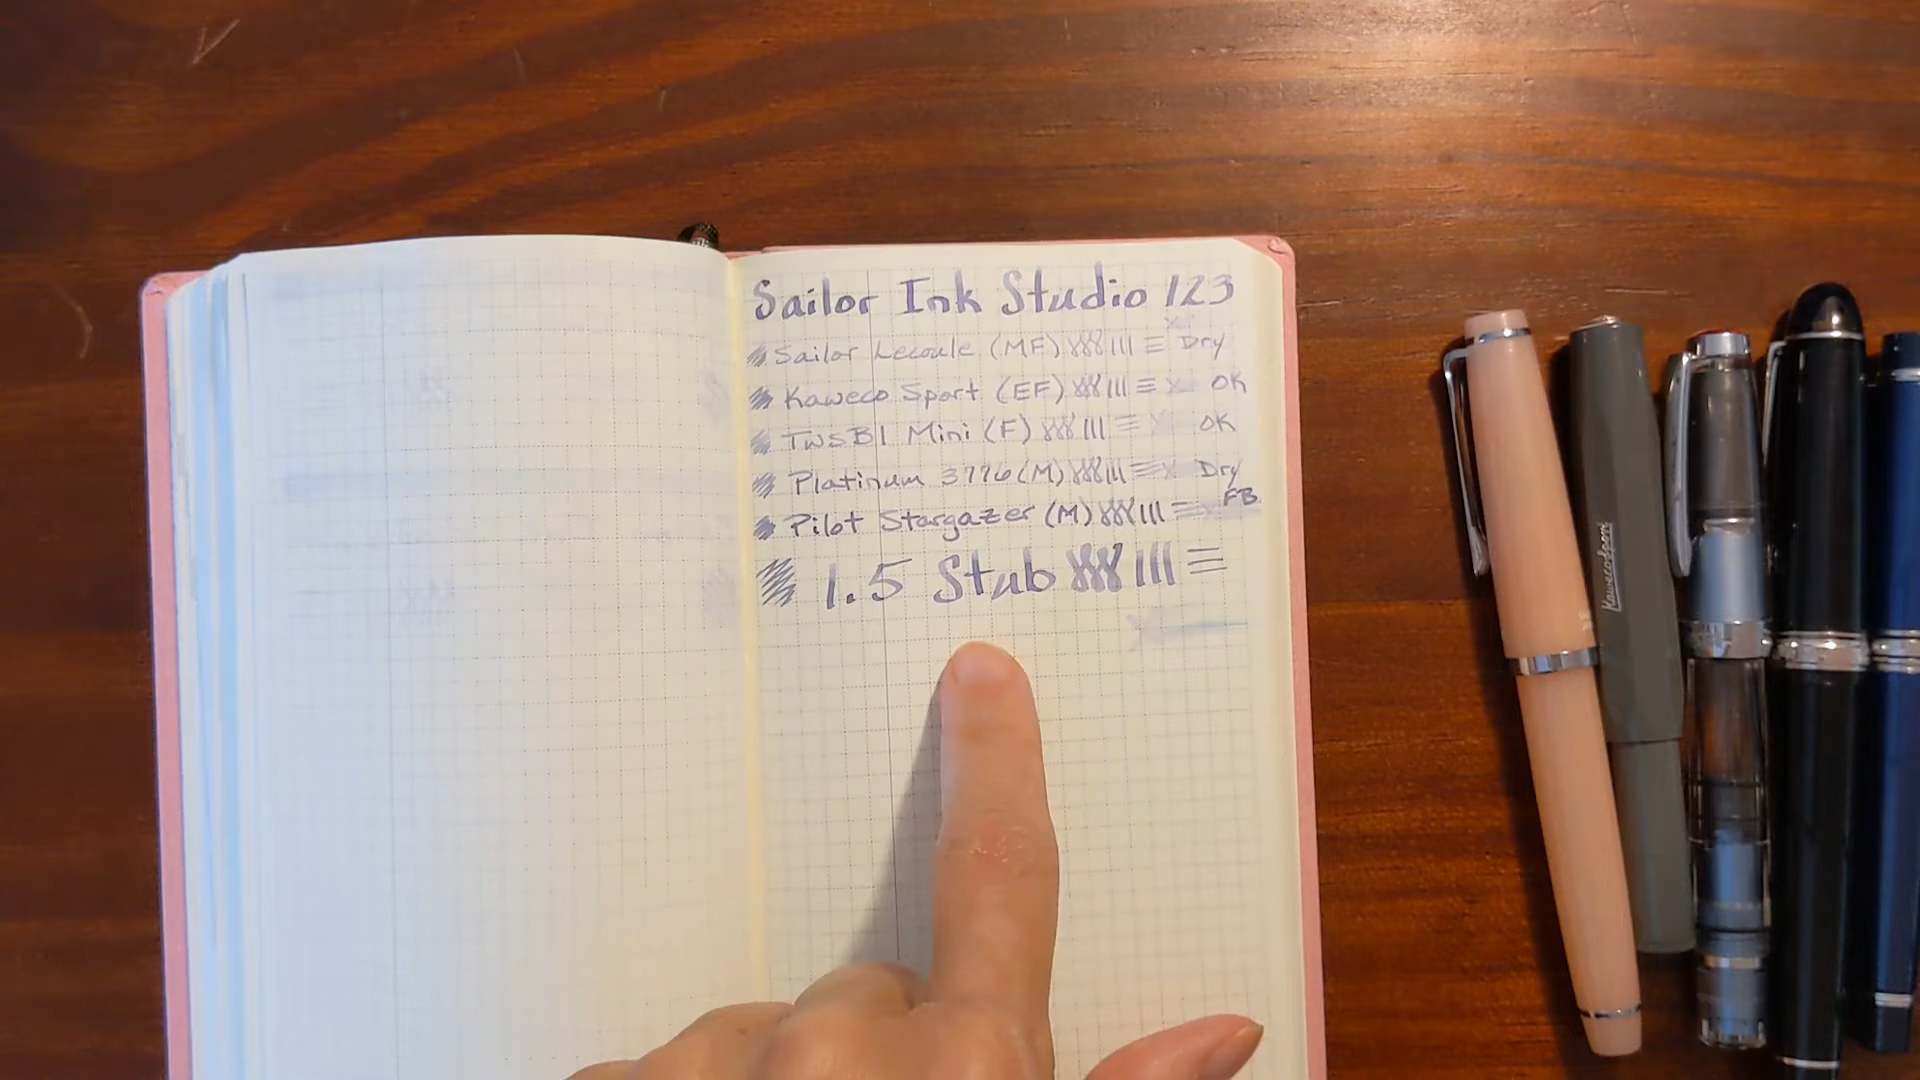 Sailor Ink Studio 123
Sailor Lecoule (MF) Dry
Kaweco Sport (EF) OK
TWSBI Mini (F) OK
Platinum 3776 (M) Dry
Pilot Stargazer (M) FB
1.5 Stub
Kaweco Sport